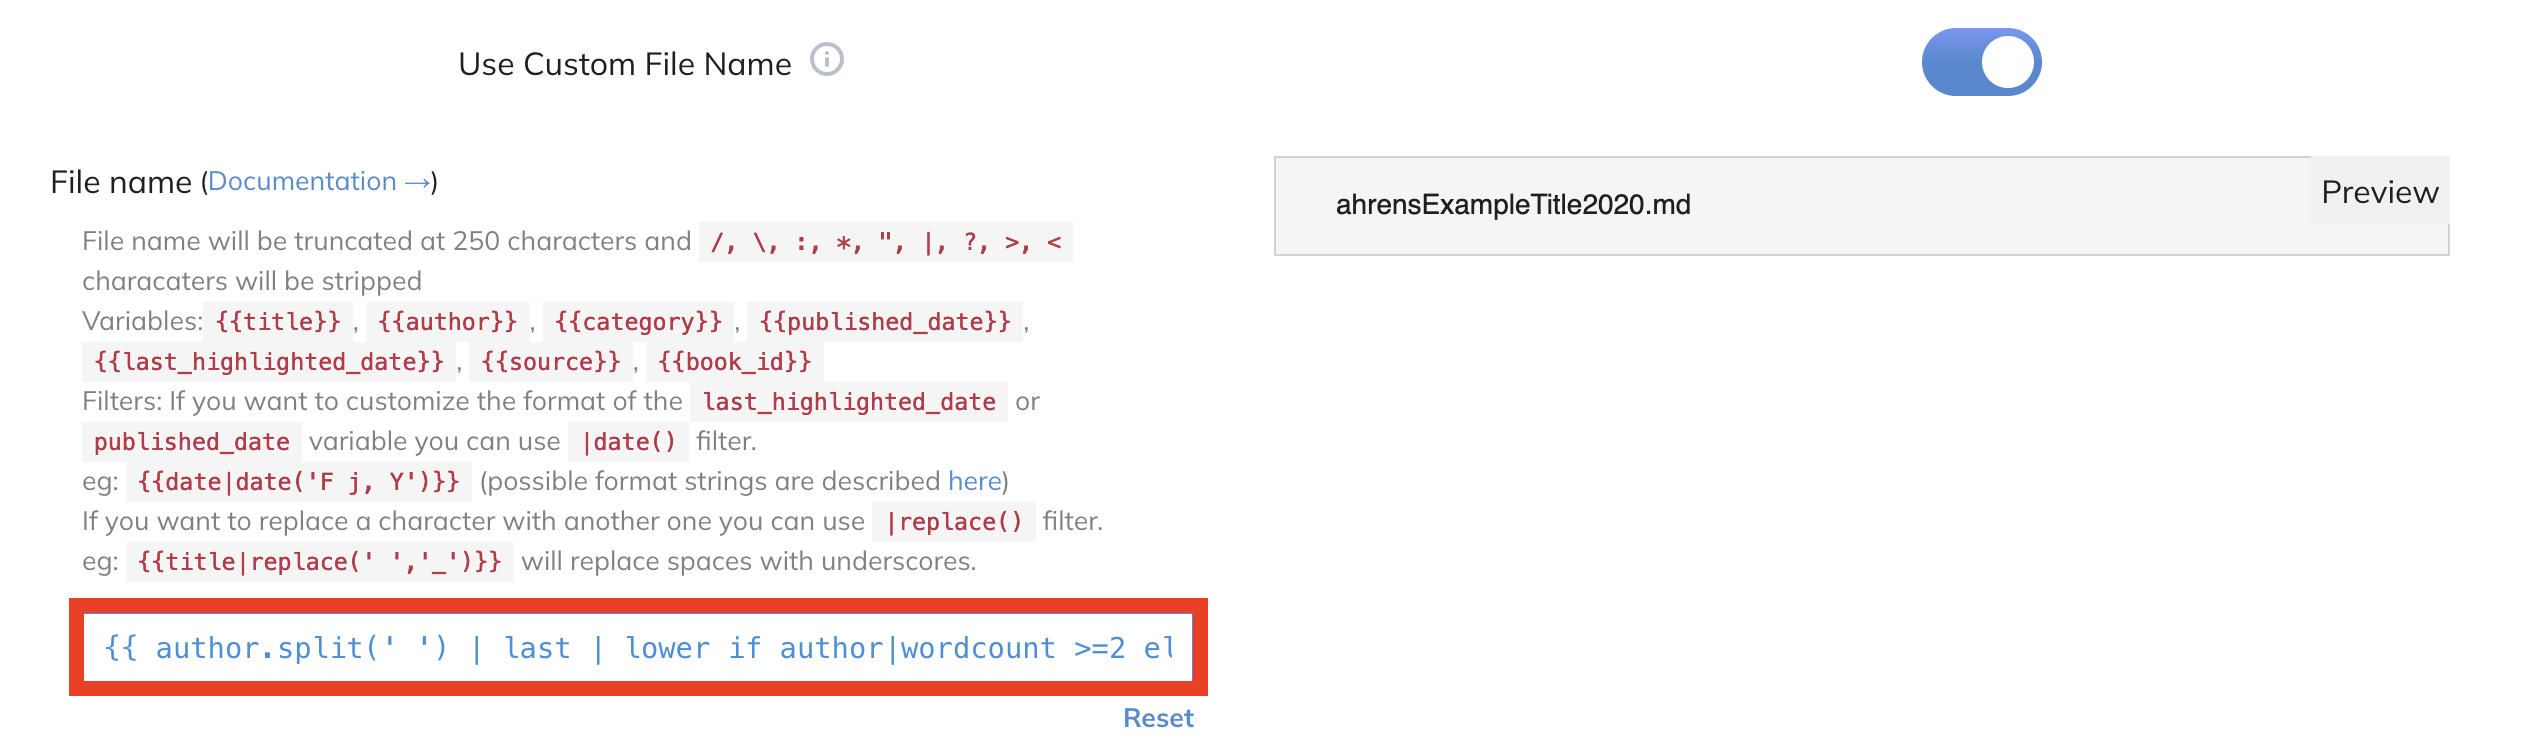 Use Custom File Name
File name (Documentation →)
File name will be truncated at 250 characters and /, \, :, *, ", |, ?, >, <
characaters will be stripped
Variables: {{title}} , {{author}} , {{category}} , {{published_date}} ,
{{last_highlighted_date}} , {{source}} , {{book_id}}
Filters: If you want to customize the format of the last_highlighted_date or
published_date variable you can use |date() filter.
eg: {{date|date('F j, Y')}} (possible format strings are described here)
If you want to replace a character with another one you can use |replace() filter.
eg: {{title|replace(' ','_')}} will replace spaces with underscores.
{{ author.split(' ') | last | lower if author|wordcount >=2 el
Reset
ahrensExampleTitle2020.md
Preview